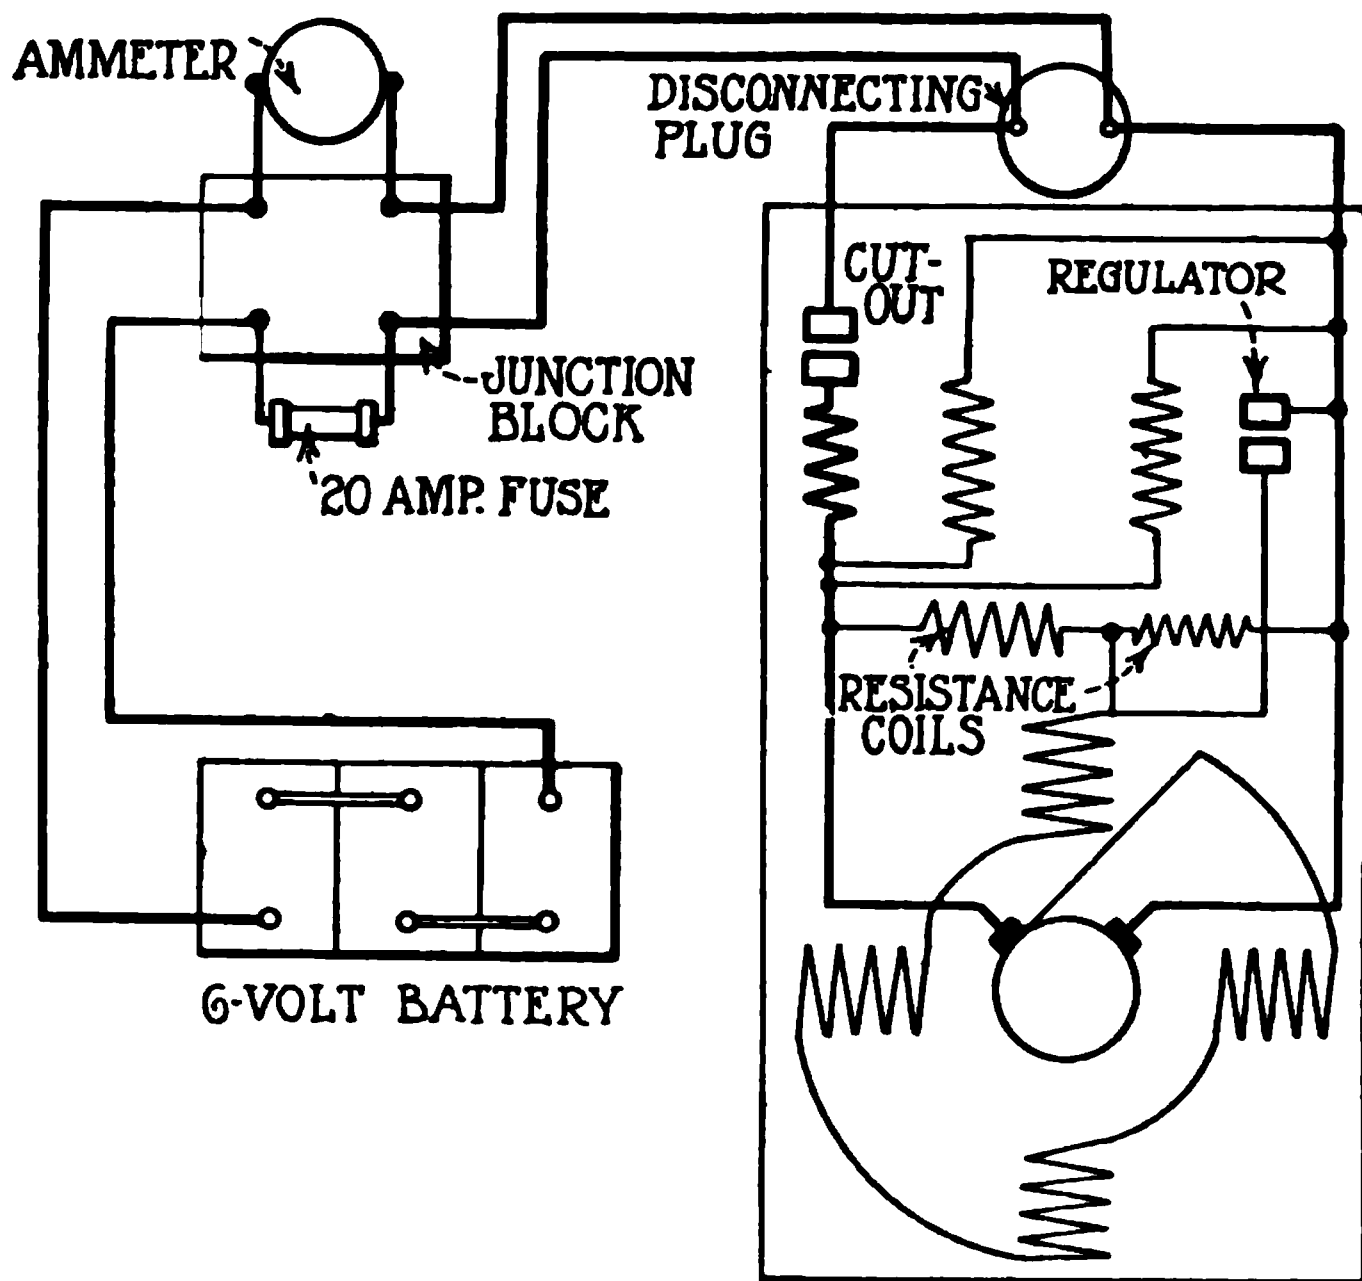 AMMETER
DISCONNECTING
PLUG
CUT-
OUT
REGULATOR
JUNCTION
BLOCK
20 AMP. FUSE
RESISTANCE
COILS
6-VOLT BATTERY